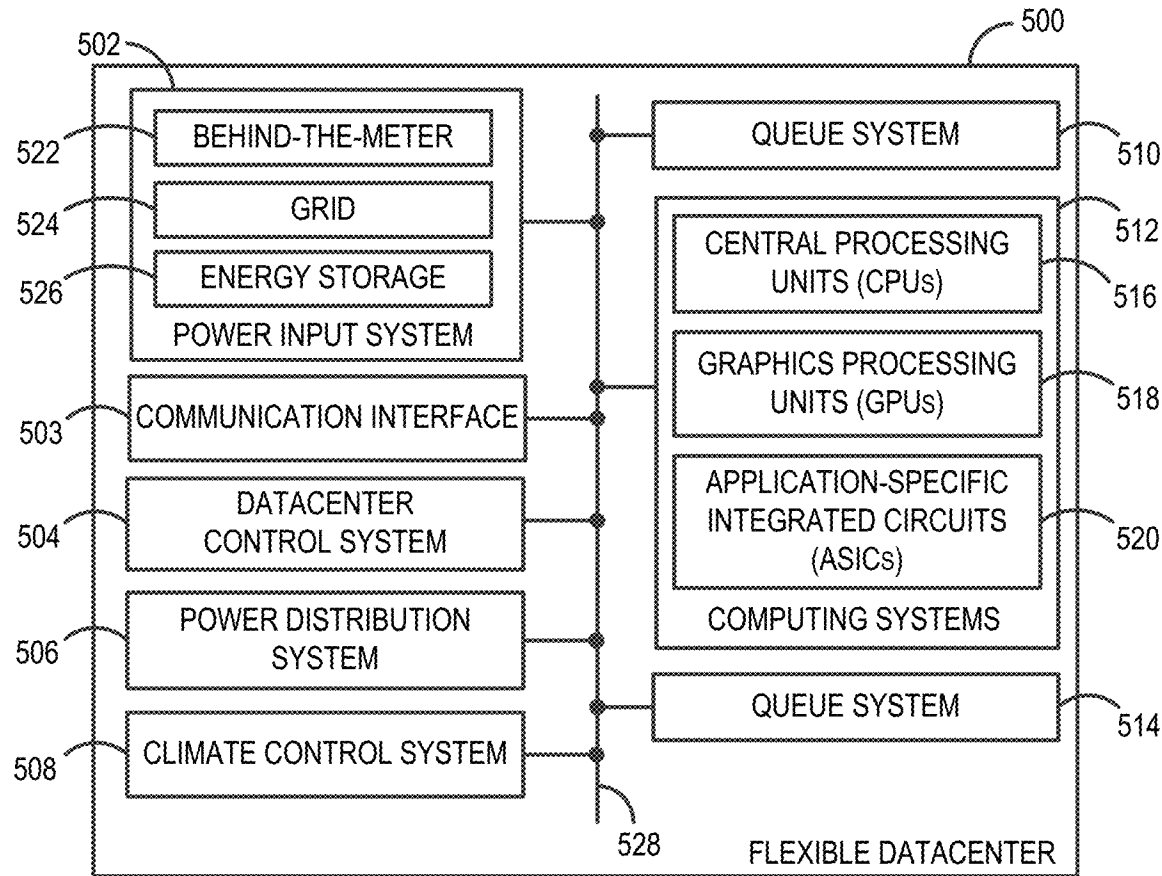 502
500
BEHIND-THE-METER
522
GRID
524
ENERGY STORAGE
526
POWER INPUT SYSTEM
COMMUNICATION INTERFACE
503
DATACENTER
CONTROL SYSTEM
504
POWER DISTRIBUTION
SYSTEM
506
CLIMATE CONTROL SYSTEM
508
528
QUEUE SYSTEM
510
512
CENTRAL PROCESSING
UNITS (CPUs)
516
GRAPHICS PROCESSING
UNITS (GPUs)
518
APPLICATION-SPECIFIC
INTEGRATED CIRCUITS
(ASICs)
520
COMPUTING SYSTEMS
QUEUE SYSTEM
514
FLEXIBLE DATACENTER